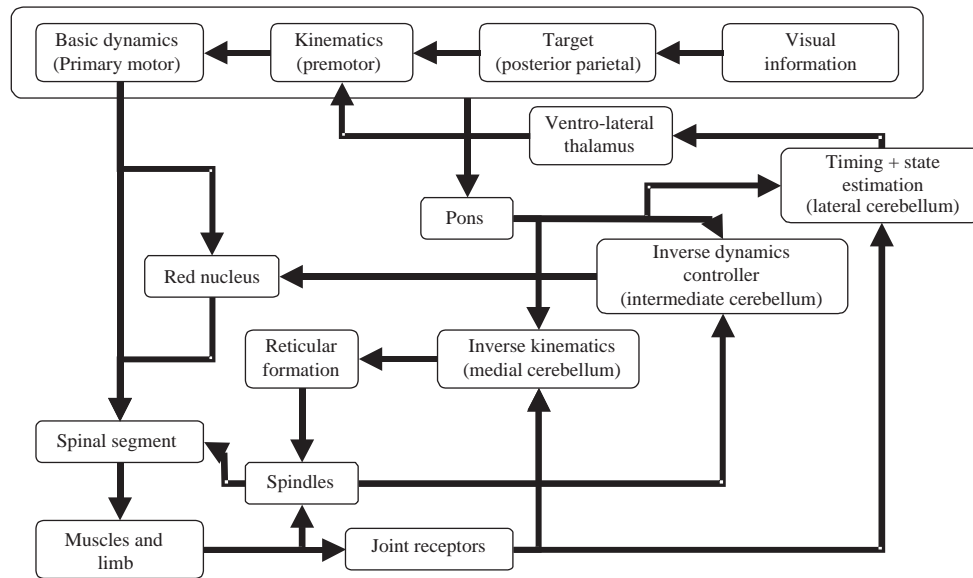 Basic dynamics
(Primary motor)
Kinematics
(premotor)
Target
(posterior parietal)
Visual
information
Ventro-lateral
thalamus
Timing + state
estimation
(lateral cerebellum)
Pons
Inverse dynamics
controller
(intermediate cerebellum)
Red nucleus
Reticular
formation
Inverse kinematics
(medial cerebellum)
Spinal segment
Spindles
Muscles and
limb
Joint receptors